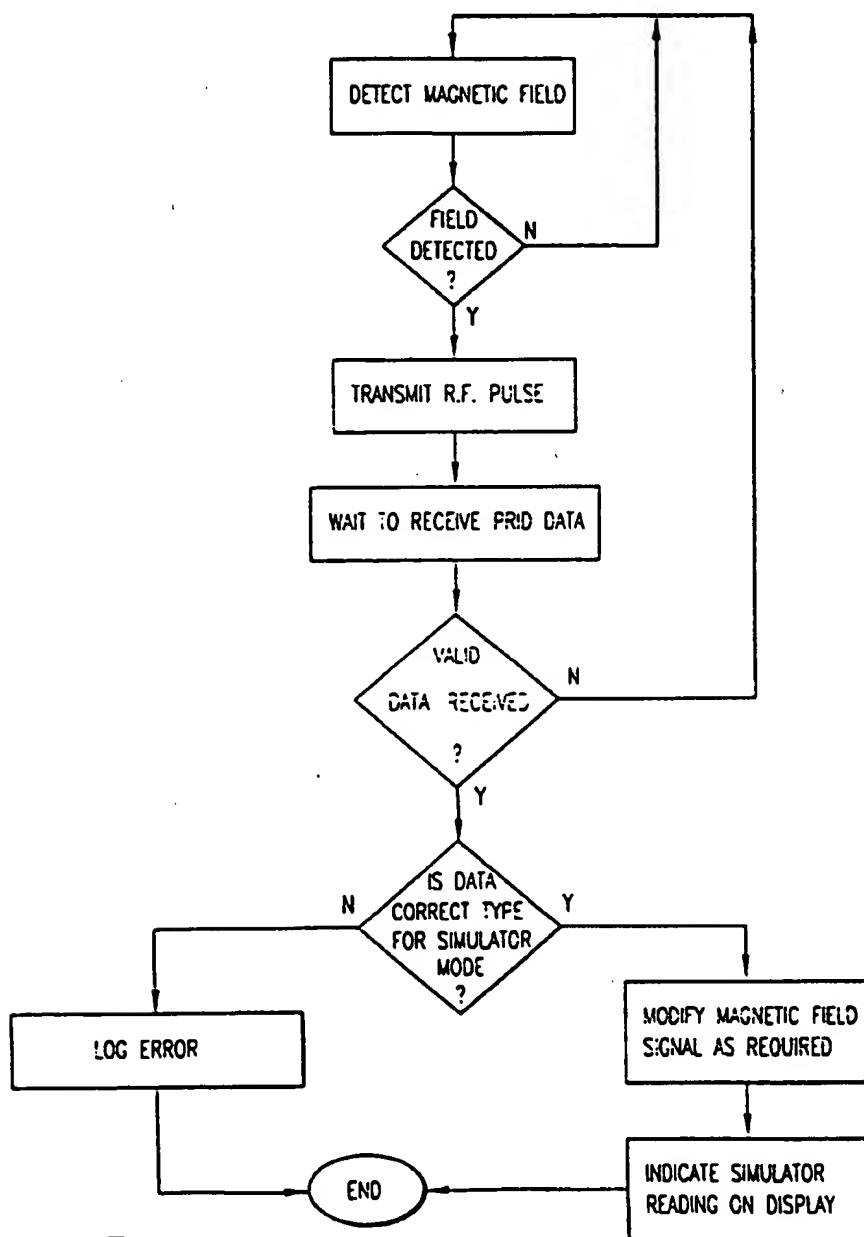 DETECT MAGNETIC FIELD
FIELD
DETECTED
?
N
Y
TRANSMIT R.F. PULSE
WAIT TO RECEIVE PRID DATA
VALID
DATA RECEIVED
?
N
Y
IS DATA
CORRECT TYPE
FOR SIMULATOR
MODE
?
N
Y
LOG ERROR
MODIFY MAGNETIC FIELD
SIGNAL AS REQUIRED
INDICATE SIMULATOR
READING ON DISPLAY
END